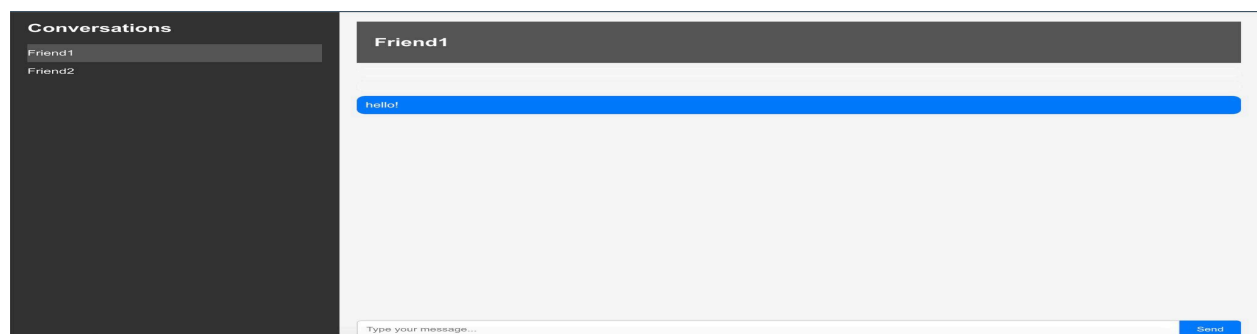 Conversations
Friend1
Friend2
Friend1
hello!
Type your message...
Send